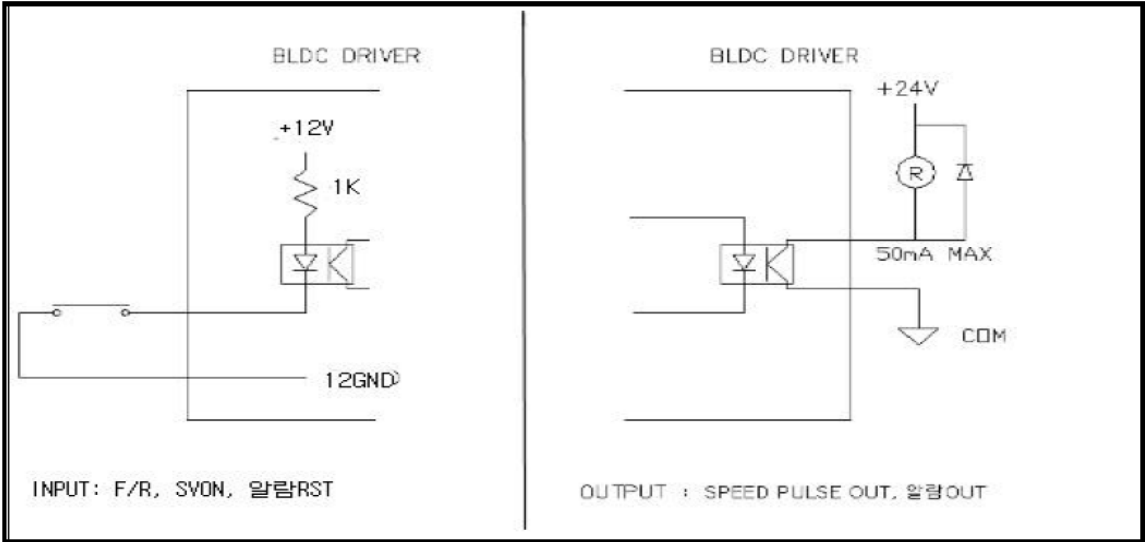 BLDC DRIVER
+12V
1K
12GND
INPUT: F/R, SVON, 알람RST
BLDC DRIVER
+24V
R
50mA MAX
COM
OUTPUT : SPEED PULSE OUT, 알람OUT